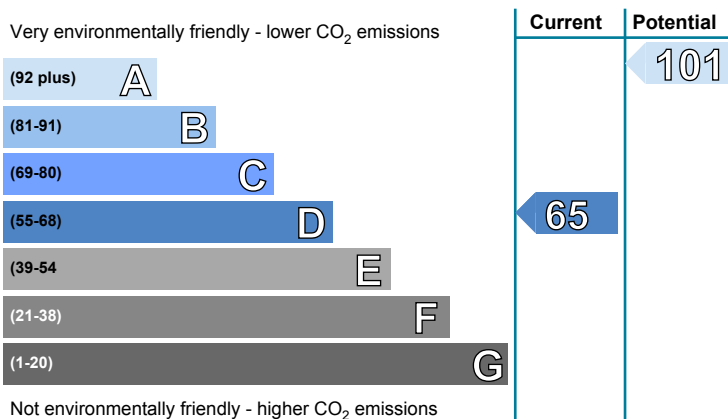 Current Potential
Very environmentally friendly - lower CO2 emissions
101
(92 plus) A
(81-91) B
(69-80) C
(55-68) D
65
(39-54 E
(21-38) F
(1-20) G
Not environmentally friendly - higher CO2 emissions